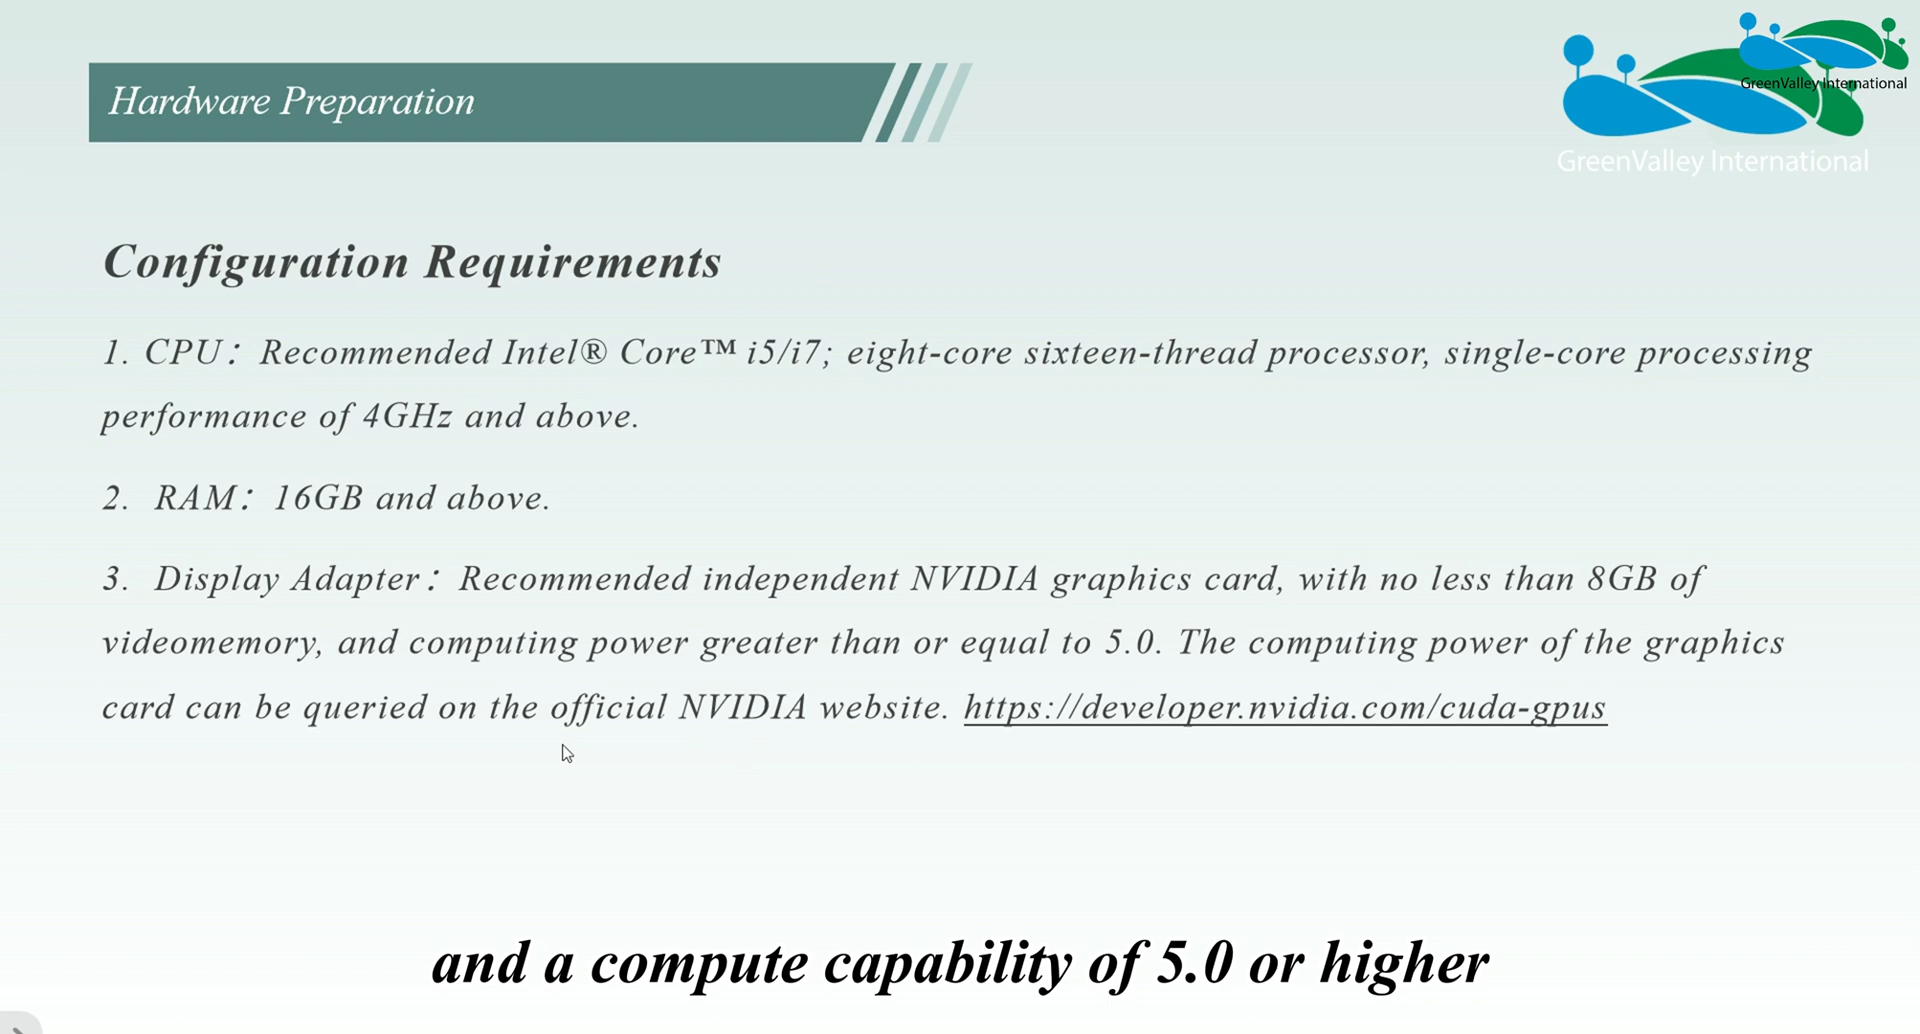 Hardware Preparation
GreenValley International
GreenValley International
Configuration Requirements
1. CPU：Recommended Intel® Core™ i5/i7; eight-core sixteen-thread processor, single-core processing
performance of 4GHz and above.
2. RAM：16GB and above.
3. Display Adapter：Recommended independent NVIDIA graphics card, with no less than 8GB of
videomemory, and computing power greater than or equal to 5.0. The computing power of the graphics
card can be queried on the official NVIDIA website. https://developer.nvidia.com/cuda-gpus
and a compute capability of 5.0 or higher